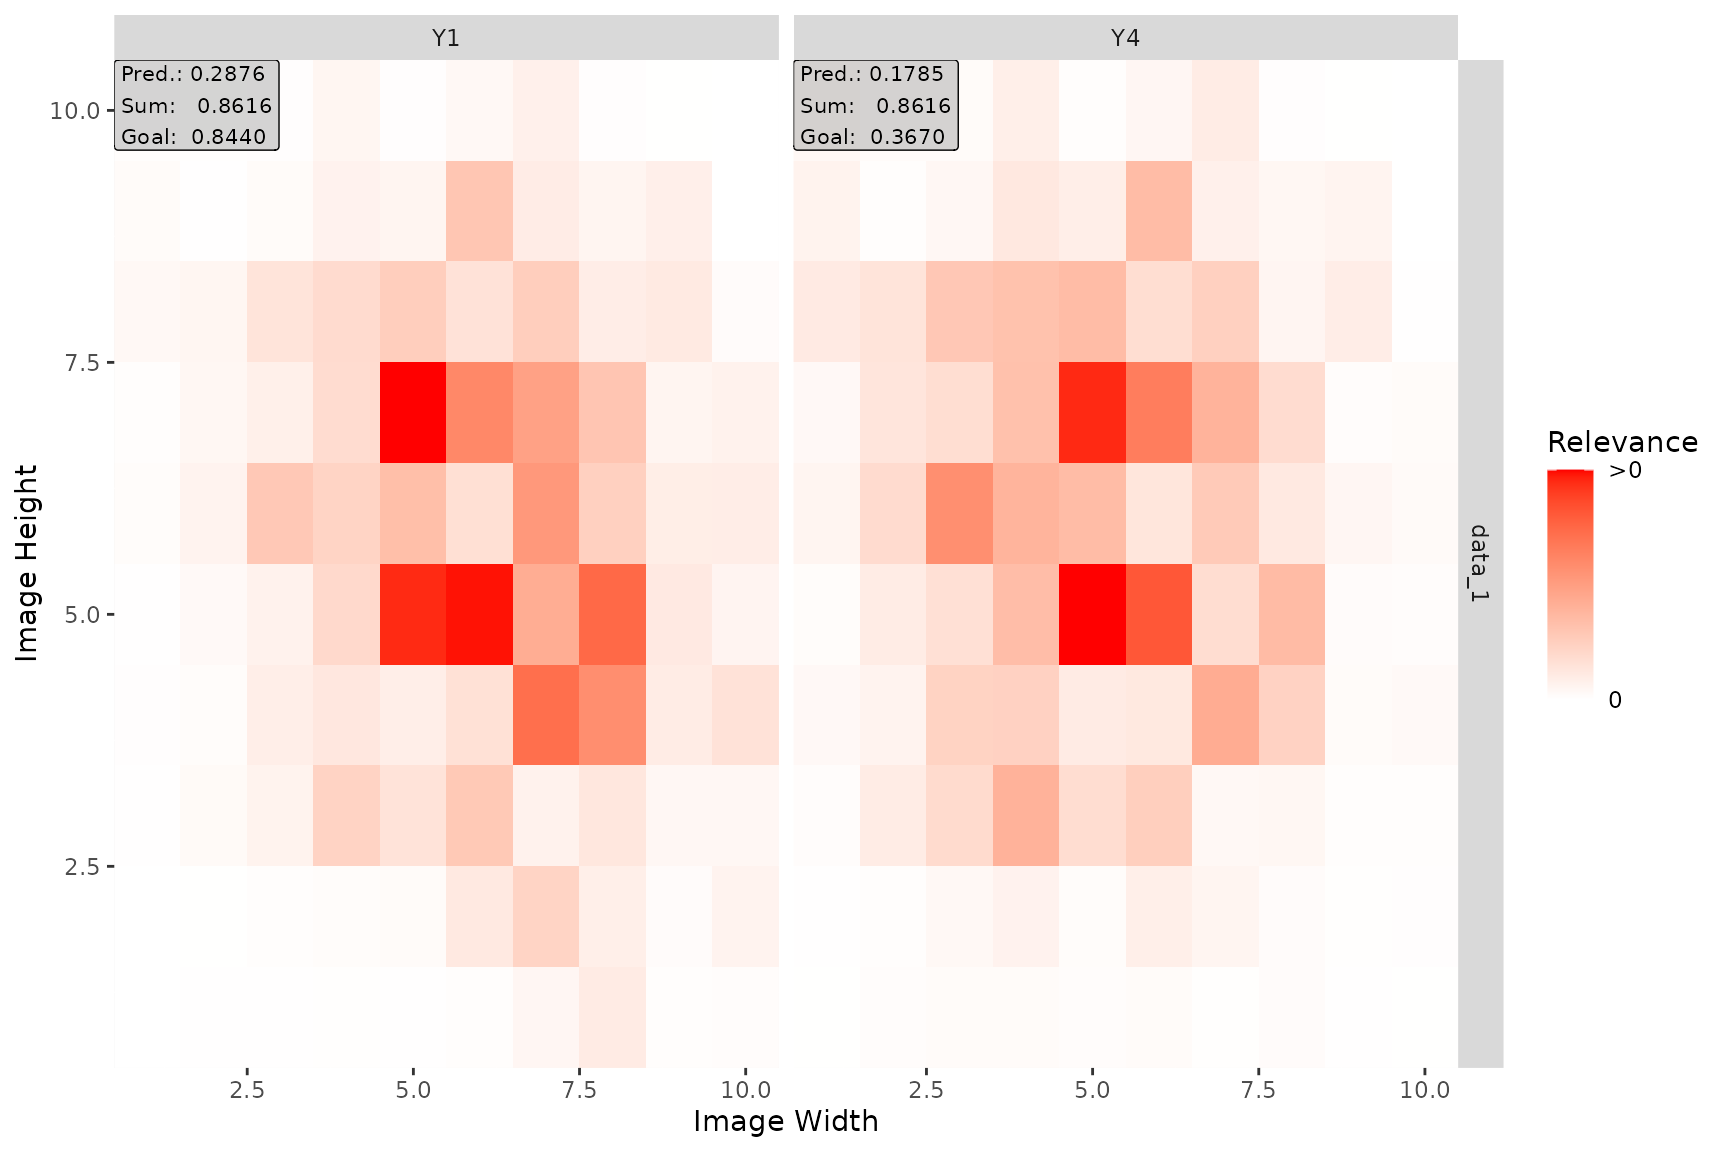 Y1
Y4
Pred.: 0.2876
Sum: 0.8616
Goal: 0.8440
Pred.: 0.1785
Sum: 0.8616
Goal: 0.3670
10.0
7.5
5.0
2.5
Image Height
data_1
Relevance
>0
0
2.5
5.0
7.5
10.0
2.5
5.0
7.5
10.0
Image Width